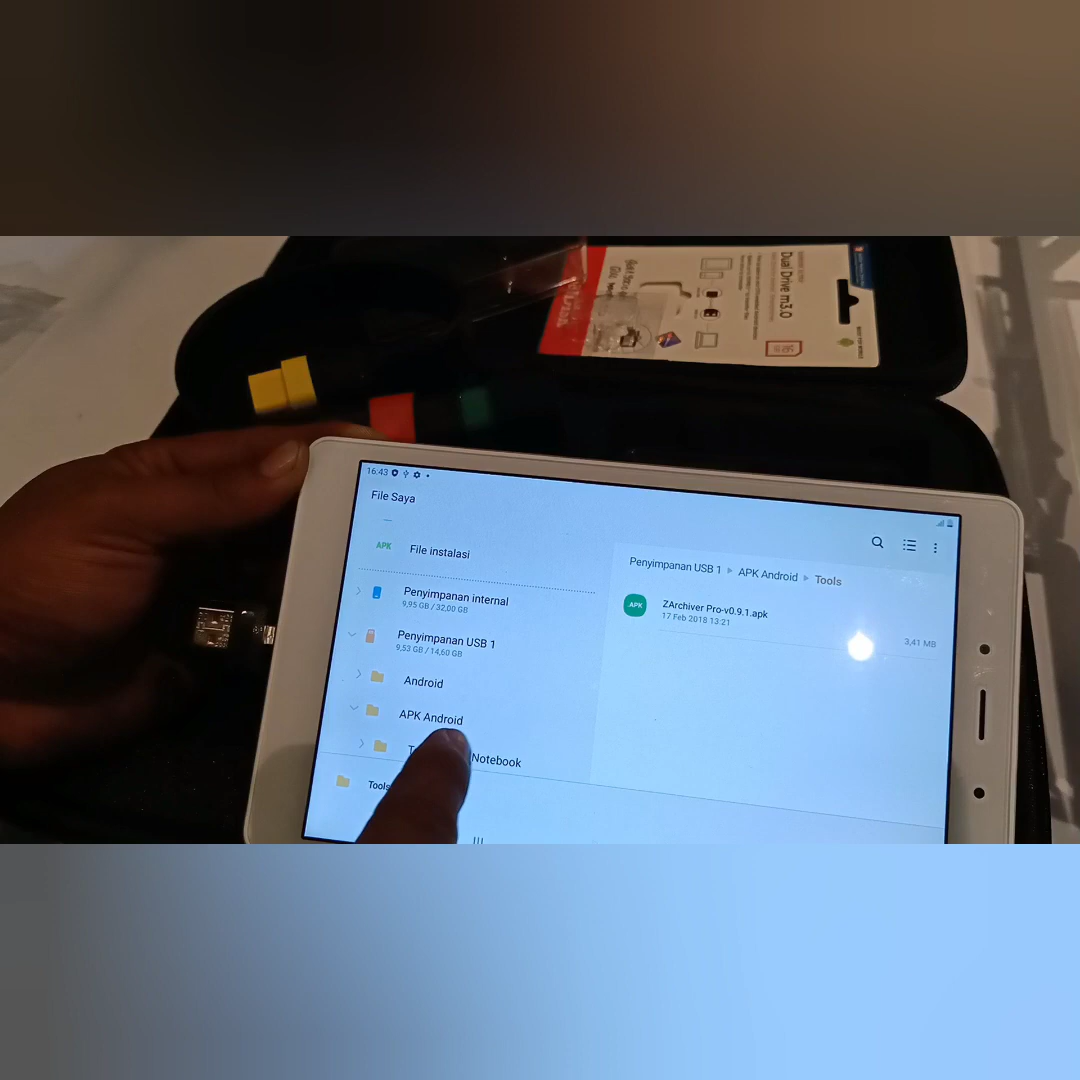 Dual Drive m3.0
16
16:43
File Saya
APK File instalasi
Penyimpanan internal
9,95 GB / 32,00 GB
Penyimpanan USB 1
9,53 GB / 14,60 GB
Android
APK Android
Notebook
Tools
Penyimpanan USB 1 APK Android Tools
.APK
ZArchiver Pro-v0.9.1.apk
17 Feb 2018 13:21
3,41 MB